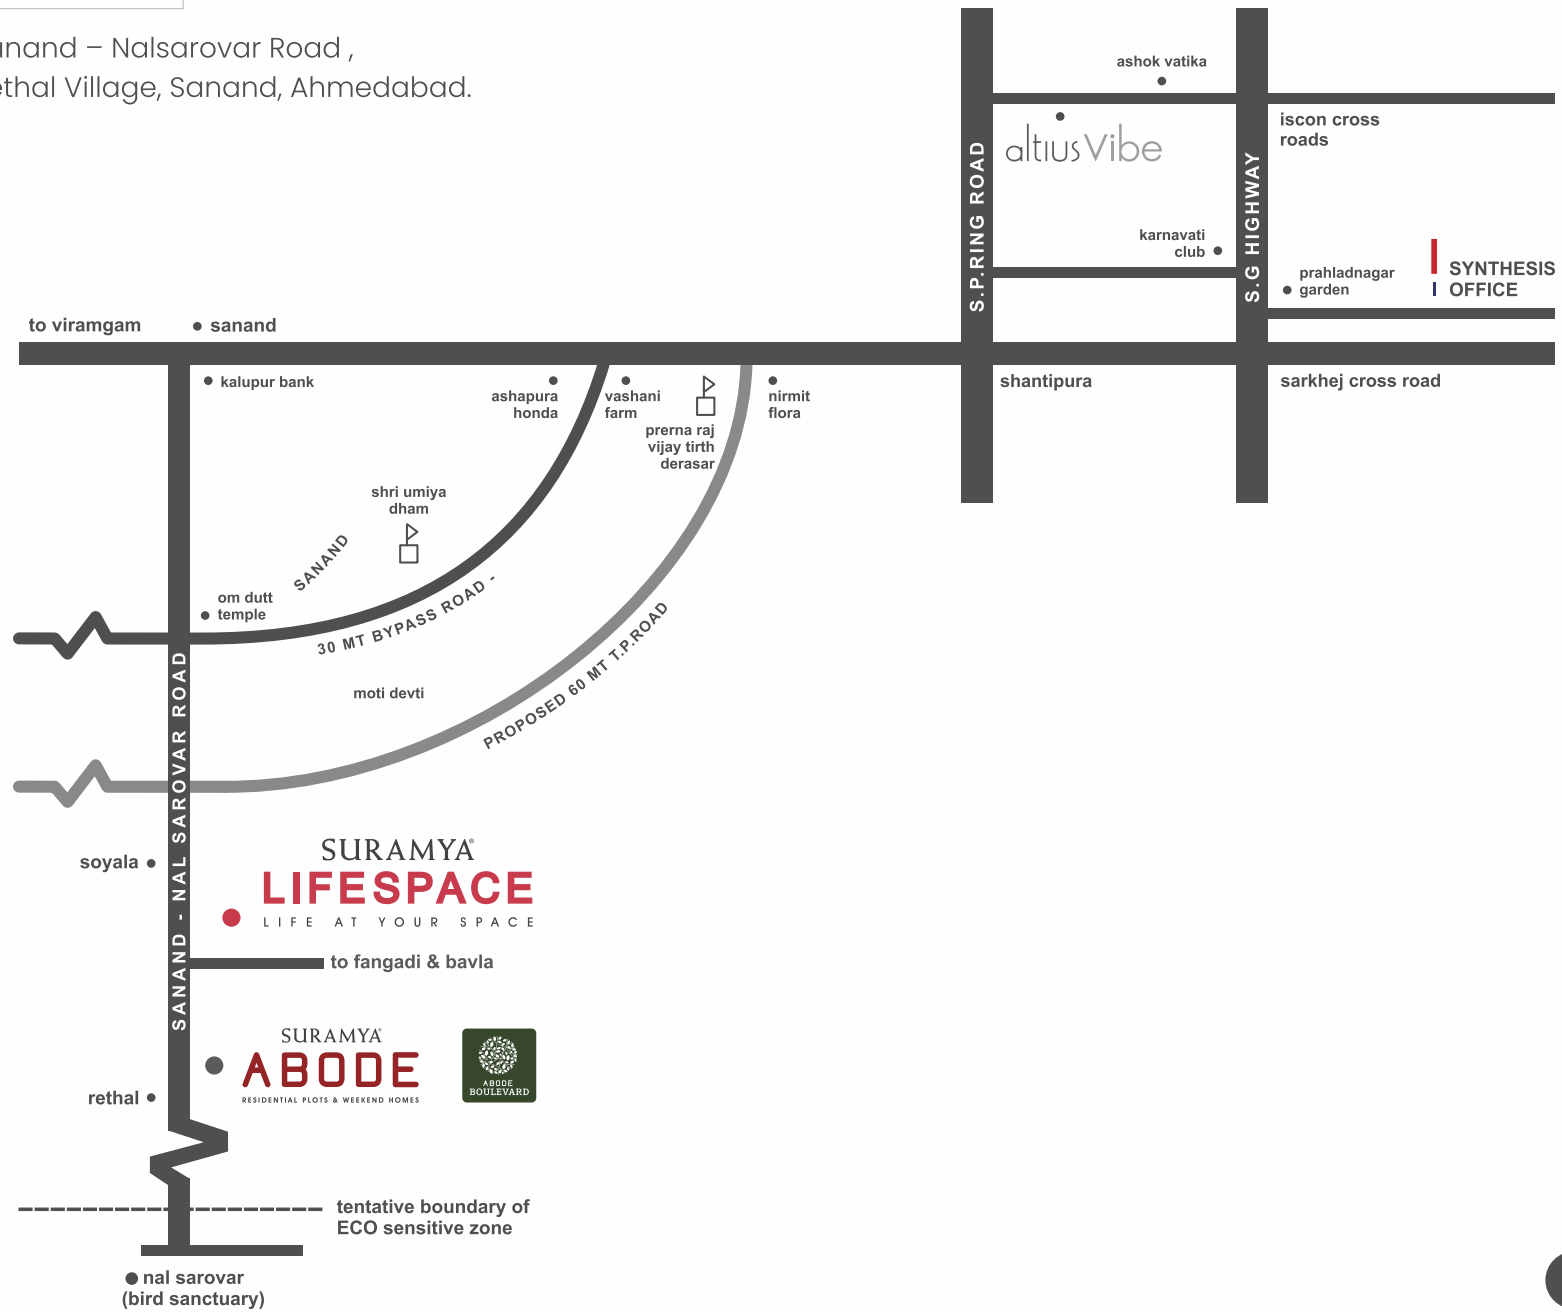 anand – Nalsarovar Road ,
ethal Village, Sanand, Ahmedabad.
ashok vatika
iscon cross
roads
altius Vibe
S.P.RING ROAD
S.G HIGHWAY
karnavati
club
prahladnagar
garden
SYNTHESIS
OFFICE
to viramgam
sanand
kalupur bank
ashapura
honda
vashani
farm
prerna raj
vijay tirth
derasar
nirmit
flora
shantipura
sarkhej cross road
shri umiya
dham
SANAND
om dutt
temple
30 MT BYPASS ROAD -
moti devti
PROPOSED 60 MT T.P.ROAD
SANAND - NAL SAROVAR ROAD
soyala
SURAMYA®
LIFESPACE
LIFE AT YOUR SPACE
to fangadi & bavla
SURAMYA®
ABODE
RESIDENTIAL PLOTS & WEEKEND HOMES
ABODE
BOULEVARD
rethal
tentative boundary of
ECO sensitive zone
nal sarovar
(bird sanctuary)